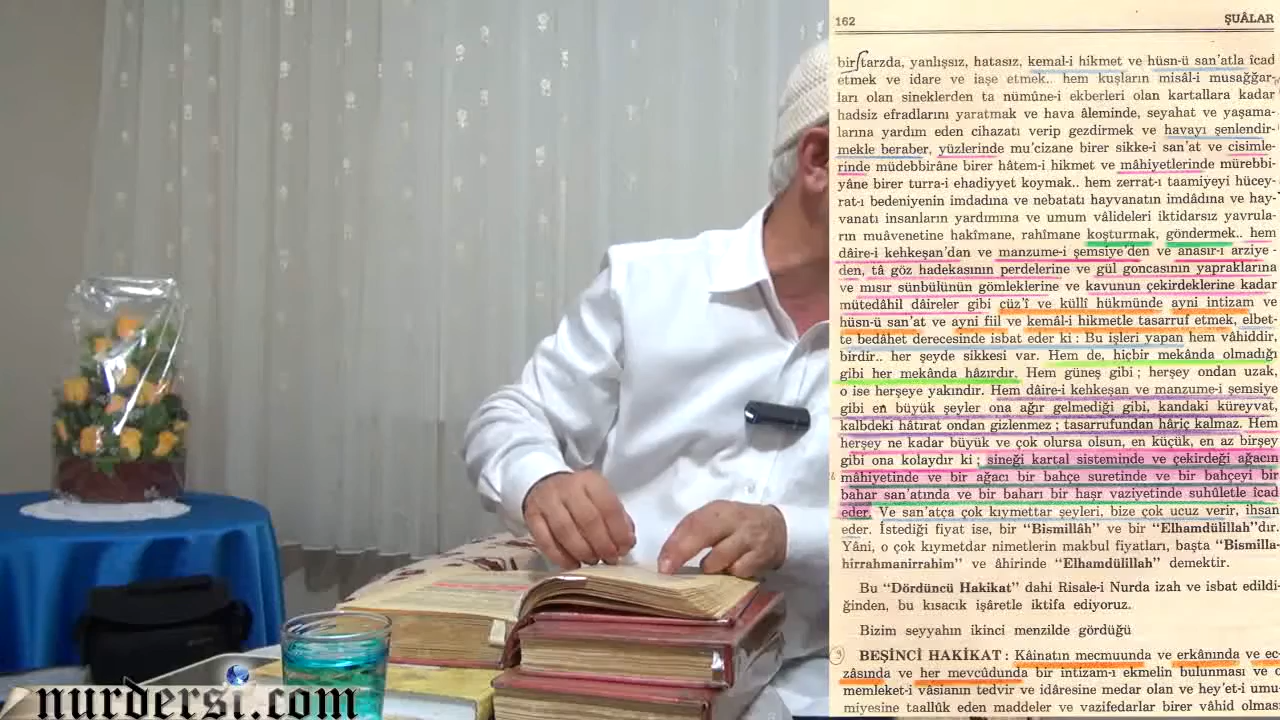 162
ŞUÂLAR
bir tarzda, yanlışsız, hatasız, kemal-i hikmet ve hüsn-ü san'atla îcad
etmek ve idare ve iaşe etmek.. hem kuşların misâl-i musağğar-
ları olan sineklerden ta nümûne-i ekberleri olan kartallara kadar
hadsiz efradlarını yaratmak ve hava âleminde, seyahat ve yaşama-
larına yardım eden cihazatı verip gezdirmek ve havayı şenlendir-
mekle beraber, yüzlerinde mu'cizane birer sikke-i san'at ve cisimle-
rinde müdebbirâne birer hâtem-i hikmet ve mâhiyetlerinde mürebbi-
yâne birer turra-i ehadiyyet koymak.. hem zerrat-ı taamiyeyi hücey-
rat-ı bedeniyenin imdadına ve nebatatı hayvanatın imdâdına ve hay-
vanatı insanların yardımına ve umum vâlideleri iktidarsız yavrula-
rın muâvenetine hakîmane, rahîmane koşturmak, göndermek.. hem
dâire-i kehkeşan'dan ve manzume-i şemsiye'den ve anasır-ı arziye-
den, tâ göz hadekasının perdelerine ve gül goncasının yapraklarına
ve mısır sünbülünün gömleklerine ve kavunun çekirdeklerine kadar
mütedâhil dâireler gibi cüz'î ve küllî hükmünde ayni intizam ve
hüsn-ü san'at ve ayni fiil ve kemâl-i hikmetle tasarruf etmek, elbet-
te bedâhet derecesinde isbat eder ki : Bu işleri yapan hem vâhiddir,
birdir.. her şeyde sikkesi var. Hem de, hiçbir mekânda olmadığı
gibi her mekânda hâzırdır. Hem güneş gibi ; herşey ondan uzak,
o ise herşeye yakındır. Hem dâire-i kehkeşan ve manzume-i şemsiye
gibi en büyük şeyler ona ağır gelmediği gibi, kandaki küreyvat,
kalbdeki hâtırat ondan gizlenmez ; tasarrufundan hâriç kalmaz. Hem
herşey ne kadar büyük ve çok olursa olsun, en küçük, en az birşey
gibi ona kolaydır ki ; sineği kartal sisteminde ve çekirdeği ağacın
mâhiyetinde ve bir ağacı bir bahçe suretinde ve bir bahçeyi bir
bahar san'atında ve bir baharı bir haşr vaziyetinde suhûletle îcad
eder. Ve san'atça çok kıymettar şeyleri, bize çok ucuz verir, ihsan
eder. İstediği fiyat ise, bir "Bismillâh" ve bir "Elhamdülillah"dır.
Yâni, o çok kıymetdar nimetlerin makbul fiyatları, başta "Bismilla-
hirrahmanirrahim" ve âhirinde "Elhamdülillah" demektir.
Bu "Dördüncü Hakikat" dahi Risale-i Nurda izah ve isbat edildi-
ğinden, bu kısacık işâretle iktifa ediyoruz.
Bizim seyyahın ikinci menzilde gördüğü
BEŞİNCİ HAKİKAT : Kâinatın mecmuunda ve erkânında ve ec-
zâsında ve her mevcûdunda bir intizam-ı ekmelin bulunması ve o
memleket-i vâsianın tedvir ve idâresine medar olan ve hey'et-i umu-
miyesine taallûk eden maddeler ve vazifedarlar birer vâhid olması
nurdersi.com